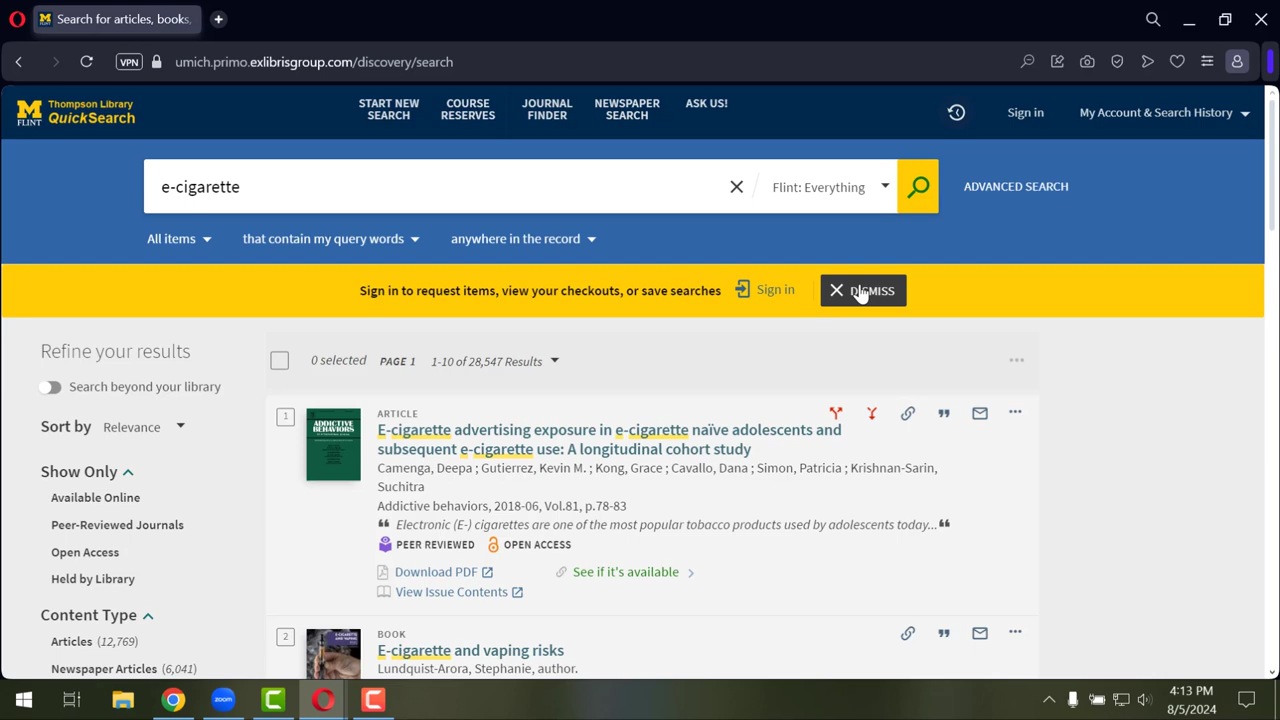 Search for articles, books,
VPN
umich.primo.exlibrisgroup.com/discovery/search
M FLINT
Thompson Library
QuickSearch
START NEW
SEARCH
COURSE
RESERVES
JOURNAL
FINDER
NEWSPAPER
SEARCH
ASK US!
Sign in
My Account & Search History
e-cigarette
Flint: Everything
ADVANCED SEARCH
All items
that contain my query words
anywhere in the record
Sign in to request items, view your checkouts, or save searches
Sign in
DISMISS
Refine your results
Search beyond your library
Sort by Relevance
Show Only
Available Online
Peer-Reviewed Journals
Open Access
Held by Library
Content Type
Articles (12,769)
Newspaper Articles (6,041)
0 selected PAGE 1 1-10 of 28,547 Results
1
ADDICTIVE
BEHAVIORS
ARTICLE
E-cigarette advertising exposure in e-cigarette naïve adolescents and
subsequent e-cigarette use: A longitudinal cohort study
Camenga, Deepa ; Gutierrez, Kevin M. ; Kong, Grace ; Cavallo, Dana ; Simon, Patricia ; Krishnan-Sarin,
Suchitra
Addictive behaviors, 2018-06, Vol.81, p.78-83
Electronic (E-) cigarettes are one of the most popular tobacco products used by adolescents today...
PEER REVIEWED OPEN ACCESS
Download PDF See if it's available
View Issue Contents
2
BOOK
E-cigarette and vaping risks
Lundquist-Arora, Stephanie, author.
zoom
4:13 PM
8/5/2024